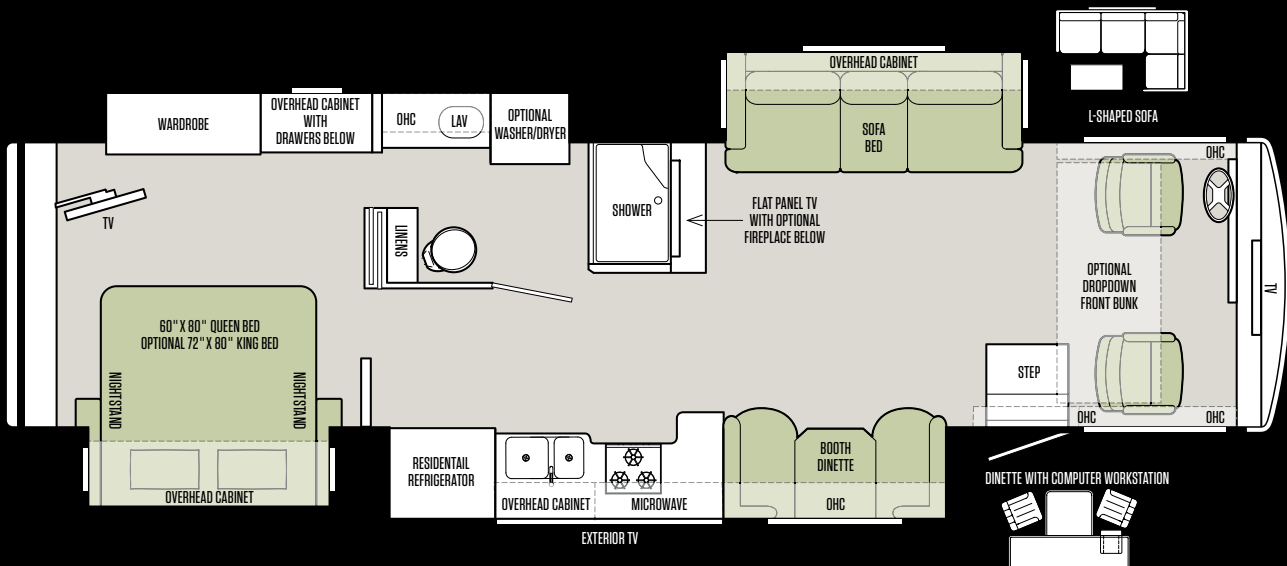 OVERHEAD CABINET
SOFA
BED
L-SHAPED SOFA
WARDROBE
OVERHEAD CABINET
WITH
DRAWERS BELOW
OHC
LAV
OPTIONAL
WASHER/DRYER
TV
LINENS
SHOWER
FLAT PANEL TV
WITH OPTIONAL
FIREPLACE BELOW
OHC
OPTIONAL
DROPDOWN
FRONT BUNK
TV
60" X 80" QUEEN BED
OPTIONAL 72" X 80" KING BED
NIGHTSTAND
NIGHTSTAND
OVERHEAD CABINET
STEP
OHC
OHC
RESIDENTAIL
REFRIGERATOR
OVERHEAD CABINET
MICROWAVE
BOOTH
DINETTE
OHC
EXTERIOR TV
DINETTE WITH COMPUTER WORKSTATION